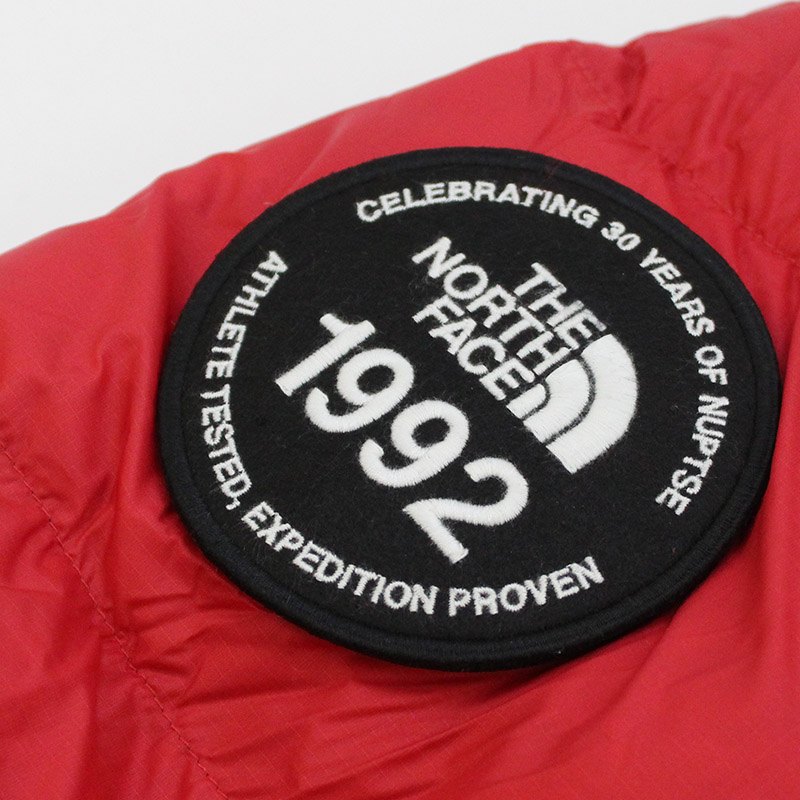 CELEBRATING 30 YEARS OF NUPTSE
THE
NORTH
FACE
1992
ATHLETE TESTED, EXPEDITION PROVEN